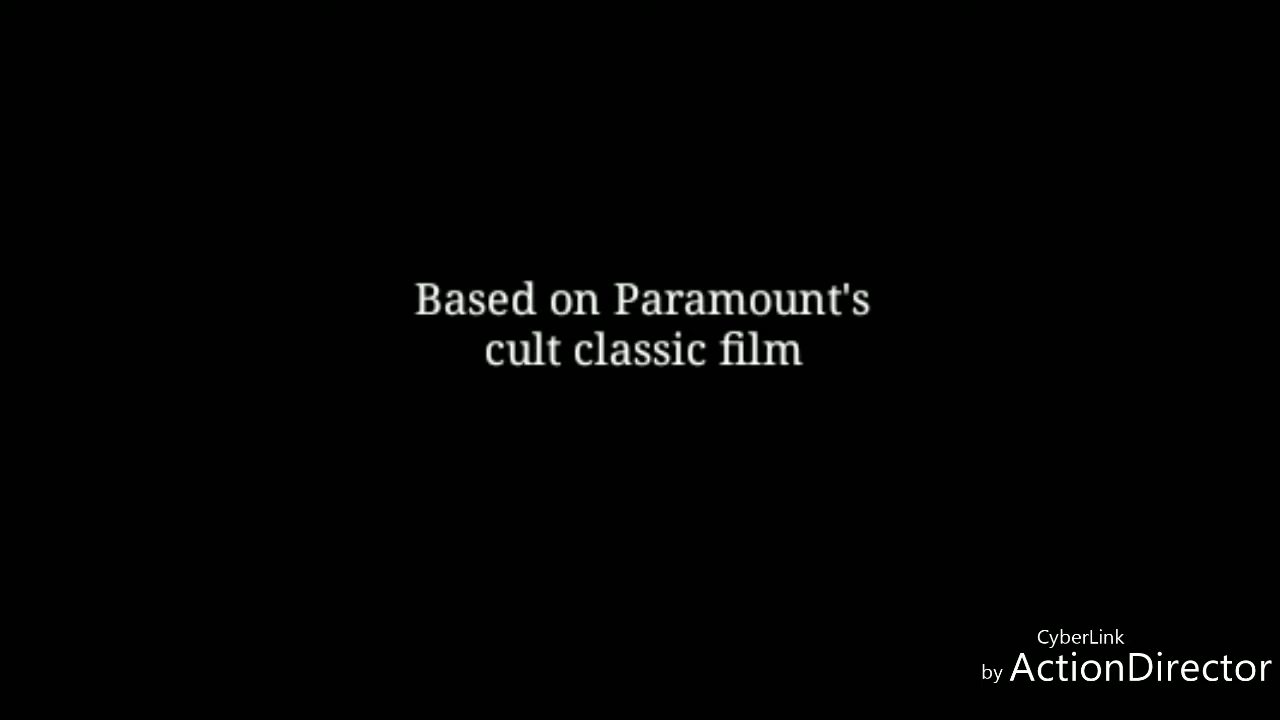 Based on Paramount's
cult classic film
CyberLink
by ActionDirector